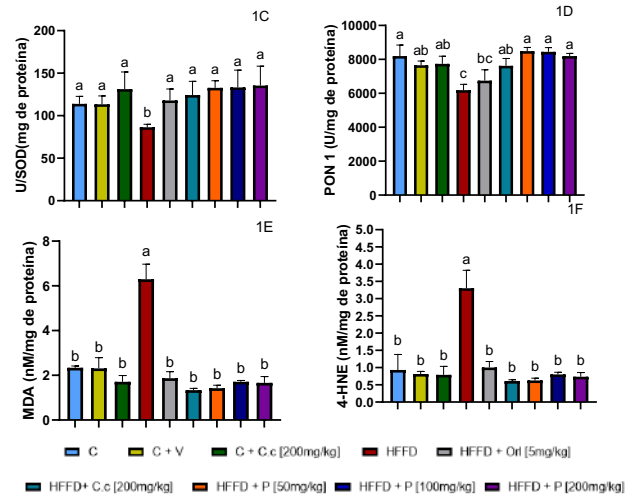 1C
U/SOD(mg de proteína)
200
150
100
50
0
a a a b a a a a a
1D
PON 1 (U/mg de proteína)
10000
8000
6000
4000
2000
0
a ab ab c bc ab a a a
1E
MDA (nM/mg de proteína)
8
6
4
2
0
b b b a b b b b b
1F
4-HNE (nM/mg de proteína)
5.0
4.5
4.0
3.5
3.0
2.5
2.0
1.5
1.0
0.5
0.0
b b b a b b b b b
C C + V C + C.c [200mg/kg] HFFD HFFD + Orl [5mg/kg]
HFFD+ C.c [200mg/kg] HFFD + P [50mg/kg] HFFD + P [100mg/kg] HFFD + P [200mg/kg]